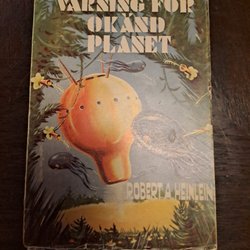 VARNING FÖR
OKÄND
PLANET
ROBERT A. HEINLEIN